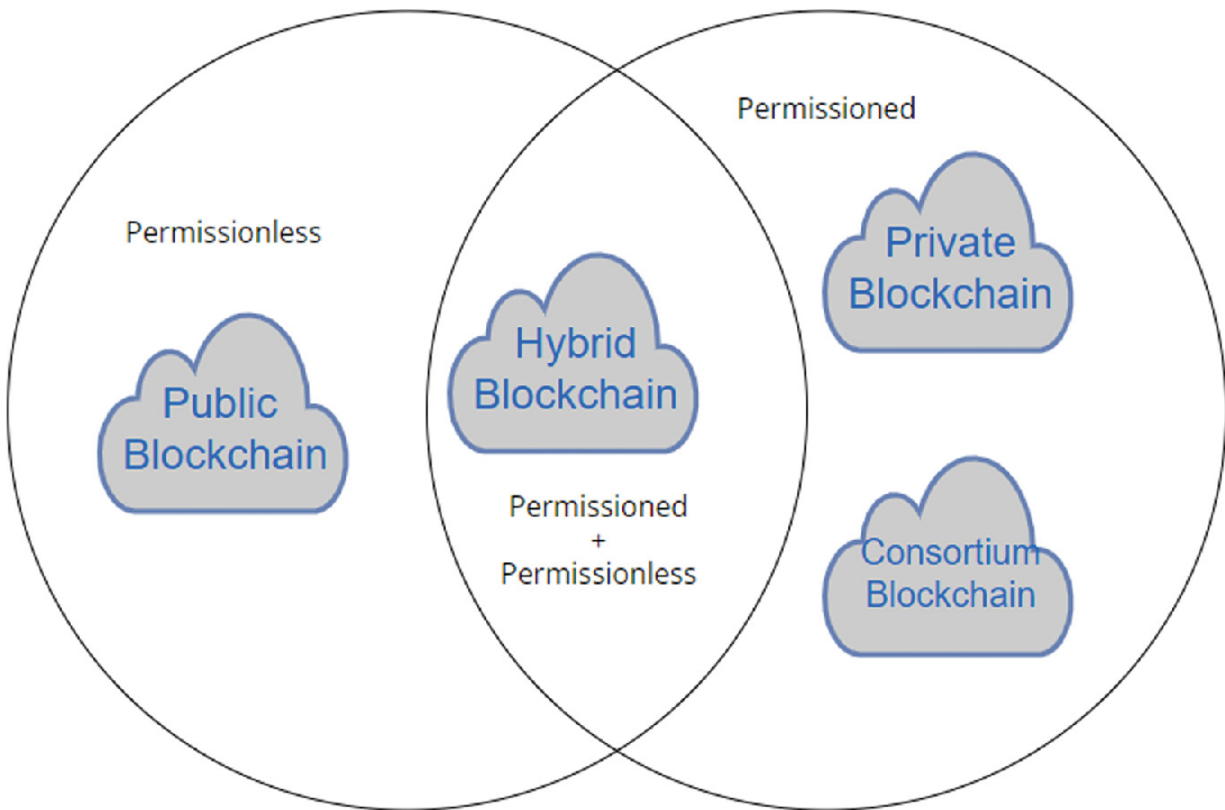 Permissionless
Public
Blockchain
Hybrid
Blockchain
Permissioned
+
Permissionless
Permissioned
Private
Blockchain
Consortium
Blockchain